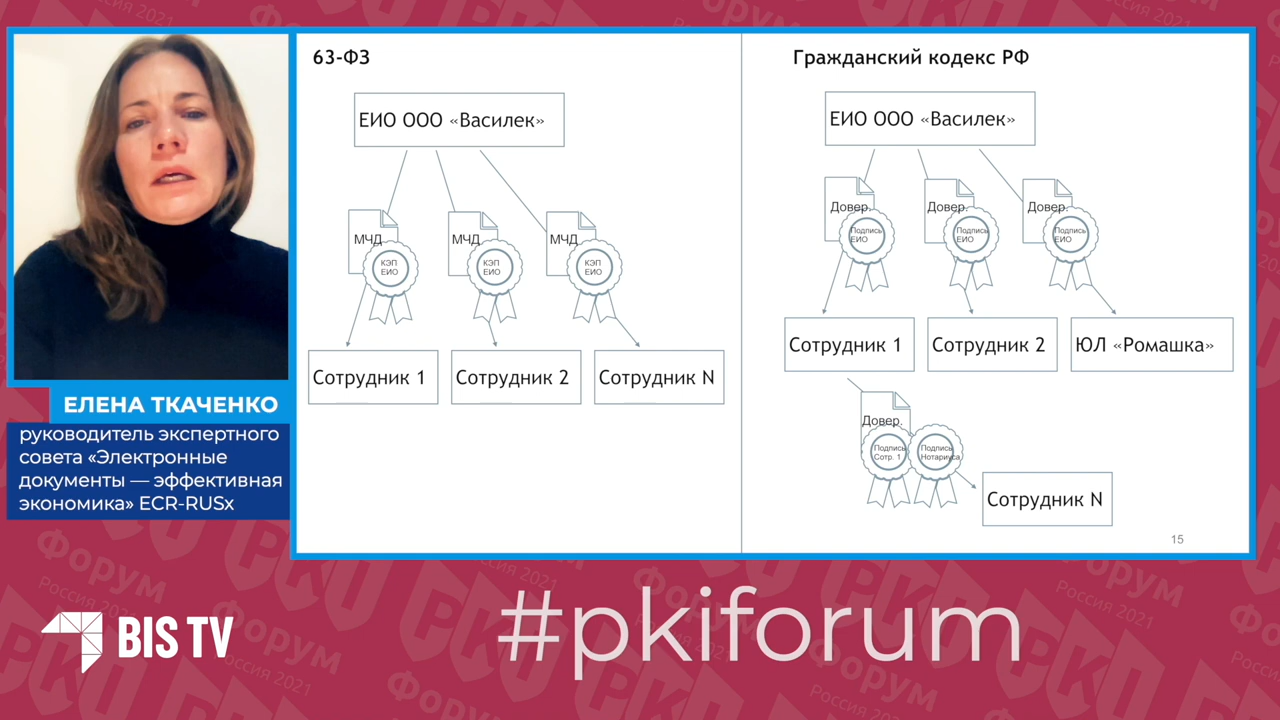 63-ФЗ
ЕИО ООО «Василек»
МЧД
КЭП
ЕИО
МЧД
КЭП
ЕИО
МЧД
КЭП
ЕИО
Сотрудник 1
Сотрудник 2
Сотрудник N
Гражданский кодекс РФ
ЕИО ООО «Василек»
Довер.
Подпись
ЕИО
Довер.
Подпись
ЕИО
Довер.
Подпись
ЕИО
Сотрудник 1
Сотрудник 2
ЮЛ «Ромашка»
Довер.
Подпись
Сотр. 1
Подпись
Нотариуса
Сотрудник N
15
ЕЛЕНА ТКАЧЕНКО
руководитель экспертного
совета «Электронные
документы — эффективная
экономика» ECR-RUSx
BIS TV
#pkiforum
Форум
Россия 2021